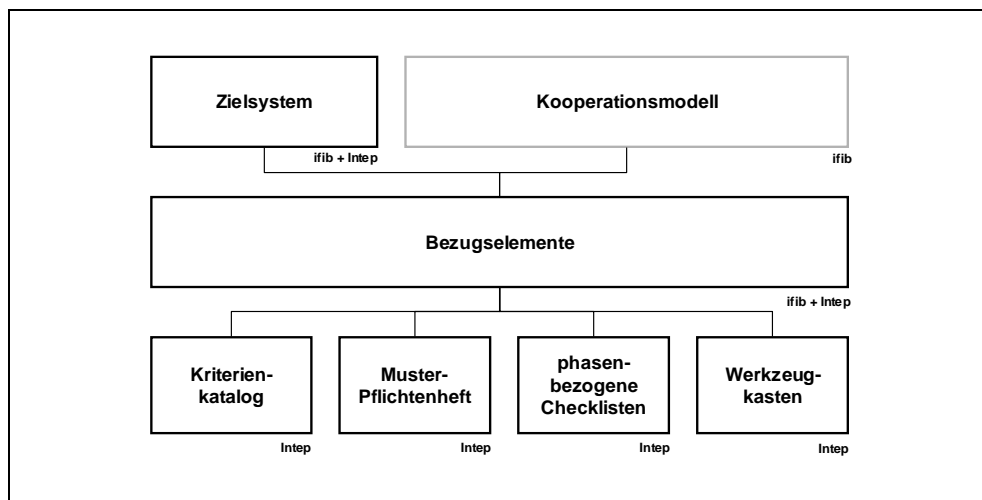 Zielsystem
Kooperationsmodell
ifib + Intep
ifib
Bezugselemente
ifib + Intep
Kriterien-
katalog
Muster-
Pflichtenheft
phasen-
bezogene
Checklisten
Werkzeug-
kasten
Intep
Intep
Intep
Intep